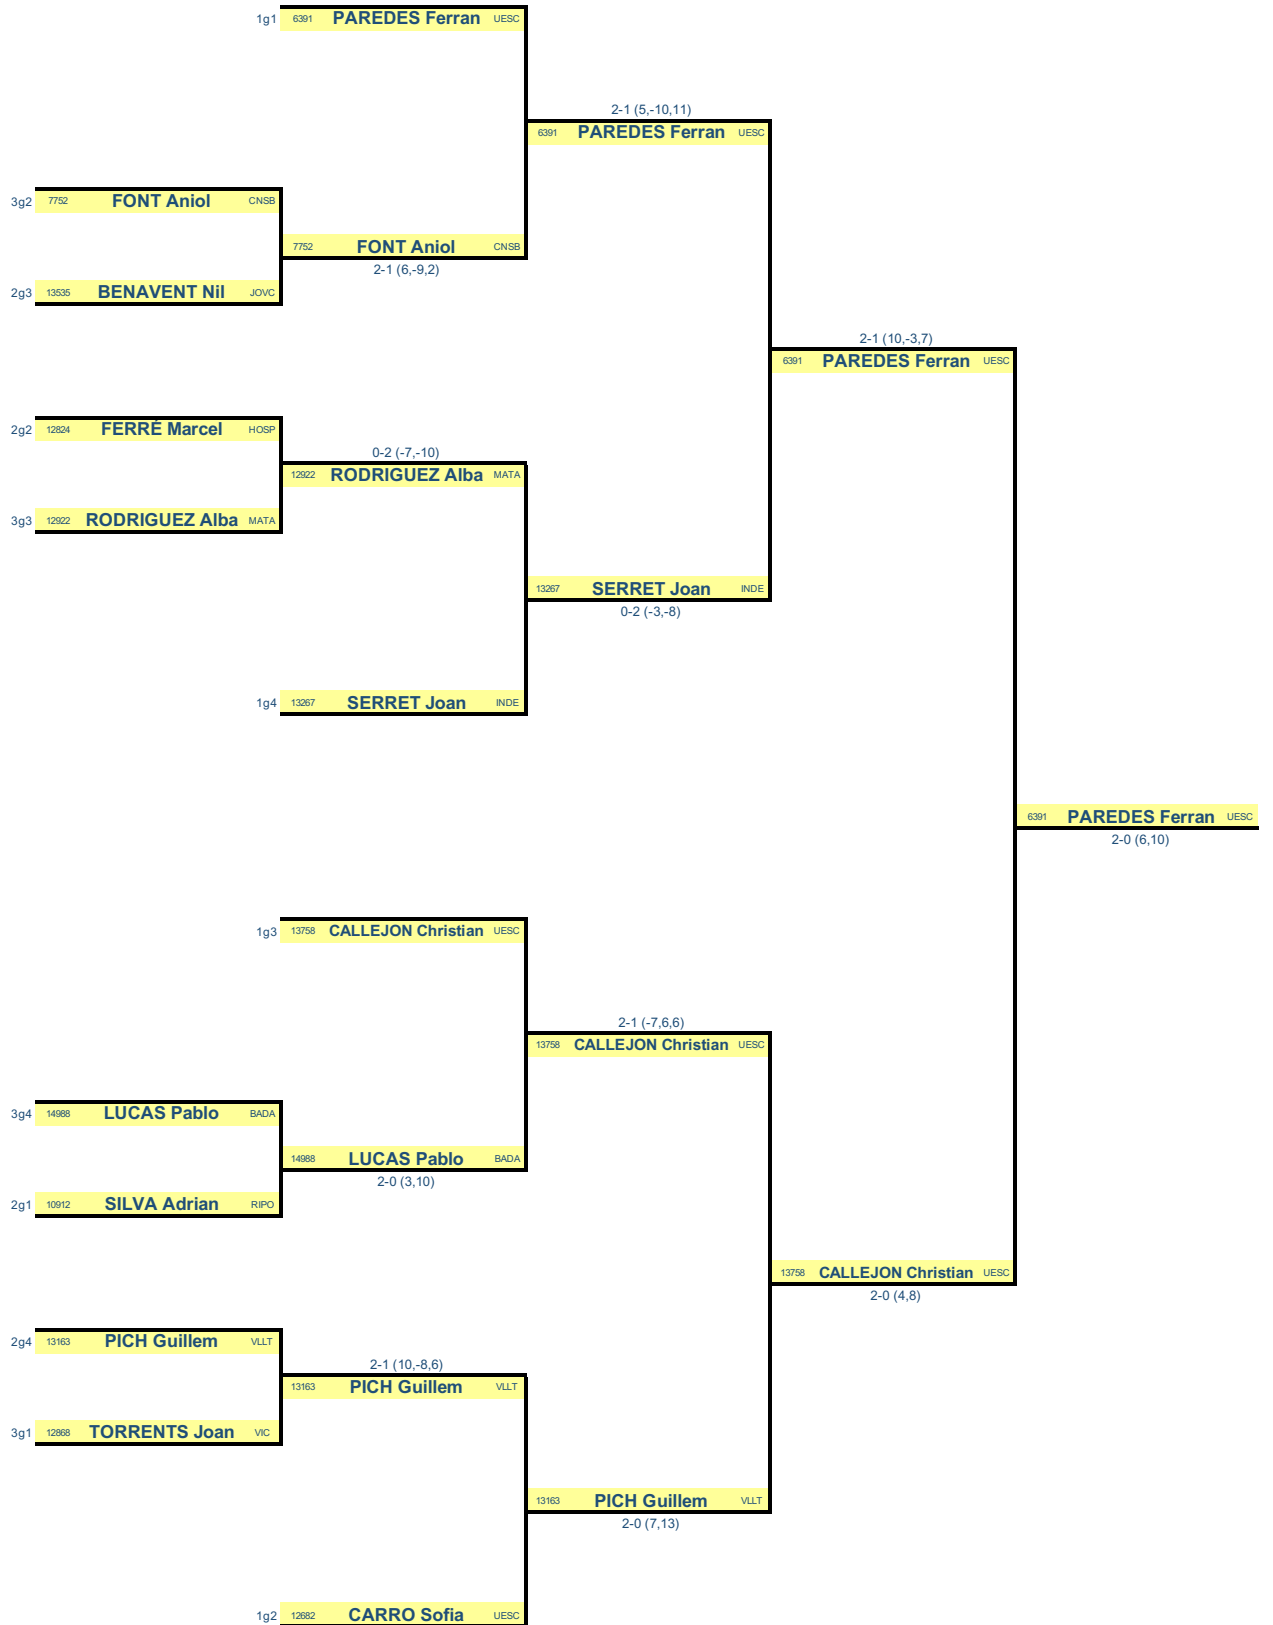 1g1 6391 PAREDES Ferran UESC
2-1 (5,-10,11)
6391 PAREDES Ferran UESC
3g2 7752 FONT Aniol CNSB
7752 FONT Aniol CNSB
2-1 (6,-9,2)
2g3 13535 BENAVENT Nil JOVC
2-1 (10,-3,7)
6391 PAREDES Ferran UESC
2g2 12824 FERRÉ Marcel HOSP
0-2 (-7,-10)
12922 RODRIGUEZ Alba MATA
3g3 12922 RODRIGUEZ Alba MATA
13267 SERRET Joan INDE
0-2 (-3,-8)
1g4 13267 SERRET Joan INDE
6391 PAREDES Ferran UESC
2-0 (6,10)
1g3 13758 CALLEJON Christian UESC
2-1 (-7,6,6)
13758 CALLEJON Christian UESC
3g4 14988 LUCAS Pablo BADA
14988 LUCAS Pablo BADA
2-0 (3,10)
2g1 10912 SILVA Adrian RIPO
13758 CALLEJON Christian UESC
2-0 (4,8)
2g4 13163 PICH Guillem VLLT
2-1 (10,-8,6)
13163 PICH Guillem VLLT
3g1 12868 TORRENTS Joan VIC
13163 PICH Guillem VLLT
2-0 (7,13)
1g2 12682 CARRO Sofia UESC